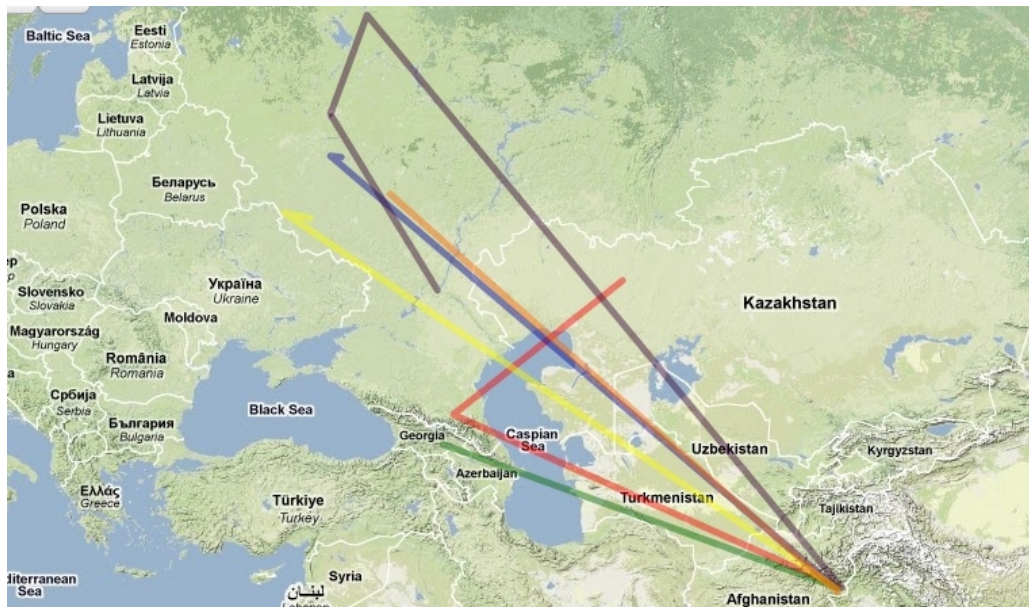 Baltic Sea
Eesti
Estonia
Latvija
Latvia
Lietuva
Lithuania
Беларусь
Belarus
Polska
Poland
Slovensko
Slovakia
Україна
Ukraine
Kazakhstan
Moldova
Magyarország
Hungary
România
Romania
Србија
Serbia
Black Sea
България
Bulgaria
Georgia
Caspian
Sea
Uzbekistan
Kyrgyzstan
Azerbaijan
Ελλάς
Greece
Türkiye
Turkey
Turkmenistan
Tajikistan
Syria
لبنــان
Afghanistan
Sea